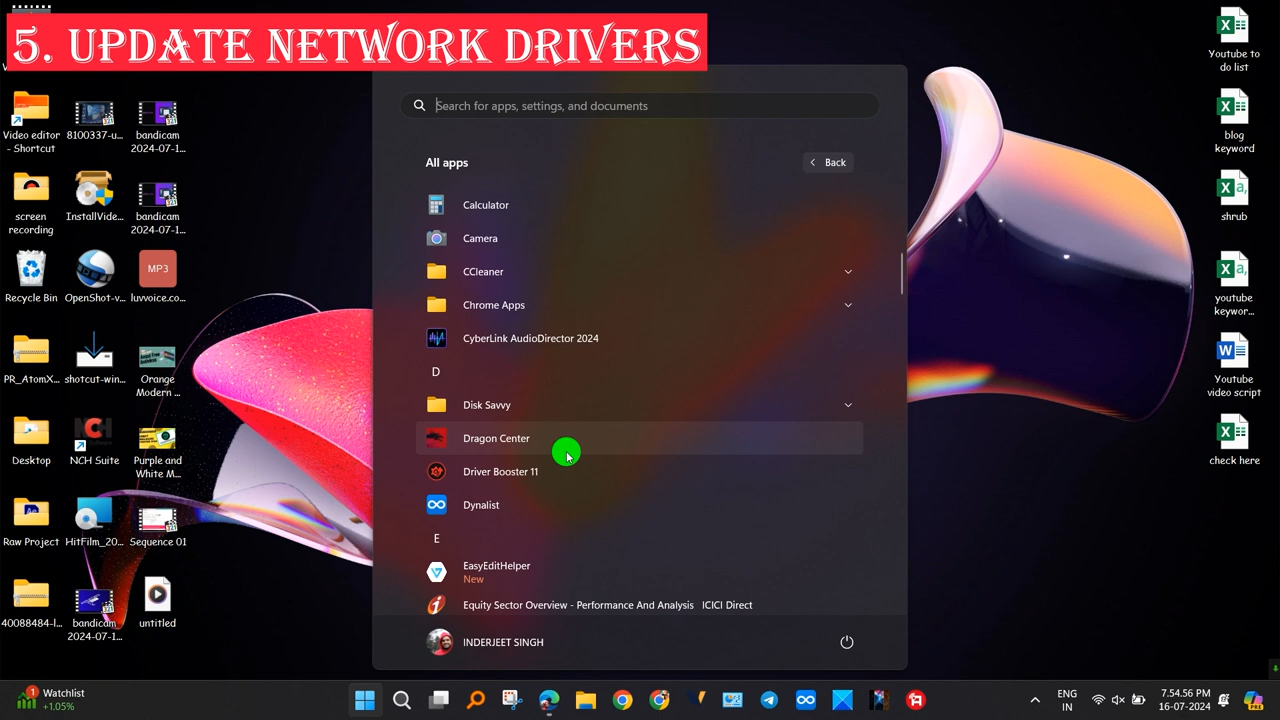 5. UPDATE NETWORK DRIVERS
Search for apps, settings, and documents
All apps
Back
Calculator
Camera
CCleaner
Chrome Apps
CyberLink AudioDirector 2024
D
Disk Savvy
Dragon Center
Driver Booster 11
Dynalist
E
EasyEditHelper
New
Equity Sector Overview - Performance And Analysis ICICI Direct
INDERJEET SINGH
Video editor
- Shortcut
8100337-u...
bandicam
2024-07-1...
screen
recording
InstallVide...
bandicam
2024-07-1...
Recycle Bin
OpenShot-v...
MP3
luvvoice.co...
PR_AtomX...
shotcut-win...
Orange
Modern ...
Desktop
NCH Suite
Purple and
White M...
Raw Project
HitFilm_20...
Sequence 01
40088484-l...
bandicam
2024-07-1...
untitled
Youtube to
do list
blog
keyword
shrub
youtube
keywor...
Youtube
video script
check here
1
Watchlist
+1.05%
ENG
IN
7.54.56 PM
16-07-2024